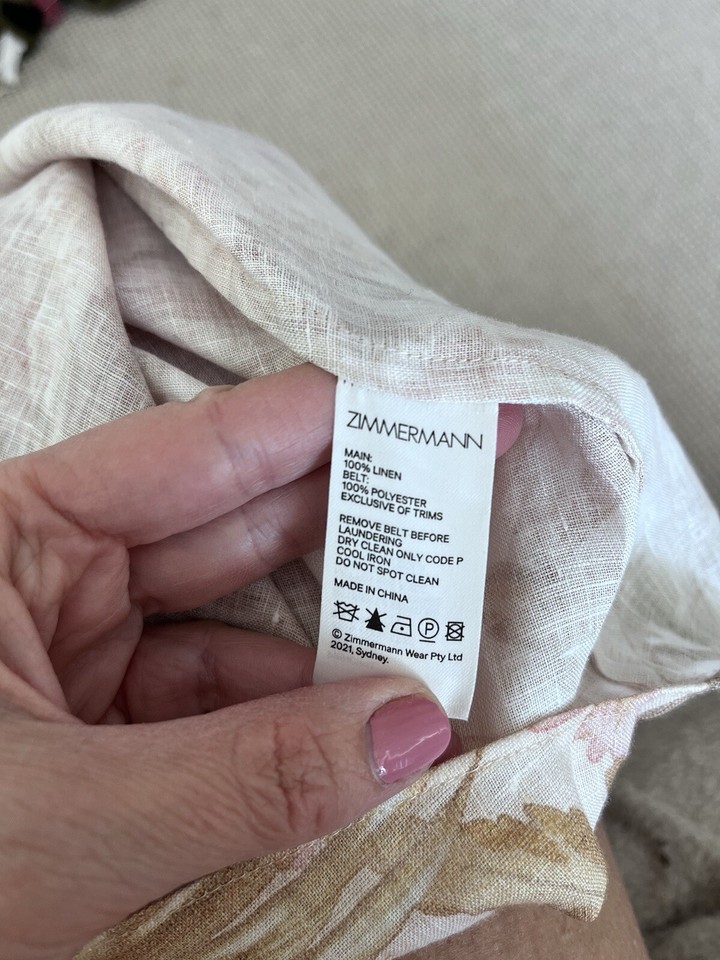 ZIMMERMANN
MAIN:
100% LINEN
BELT:
100% POLYESTER
EXCLUSIVE OF TRIMS
REMOVE BELT BEFORE
LAUNDERING
DRY CLEAN ONLY CODE P
COOL IRON
DO NOT SPOT CLEAN
MADE IN CHINA
P
© Zimmermann Wear Pty Ltd
2021, Sydney.